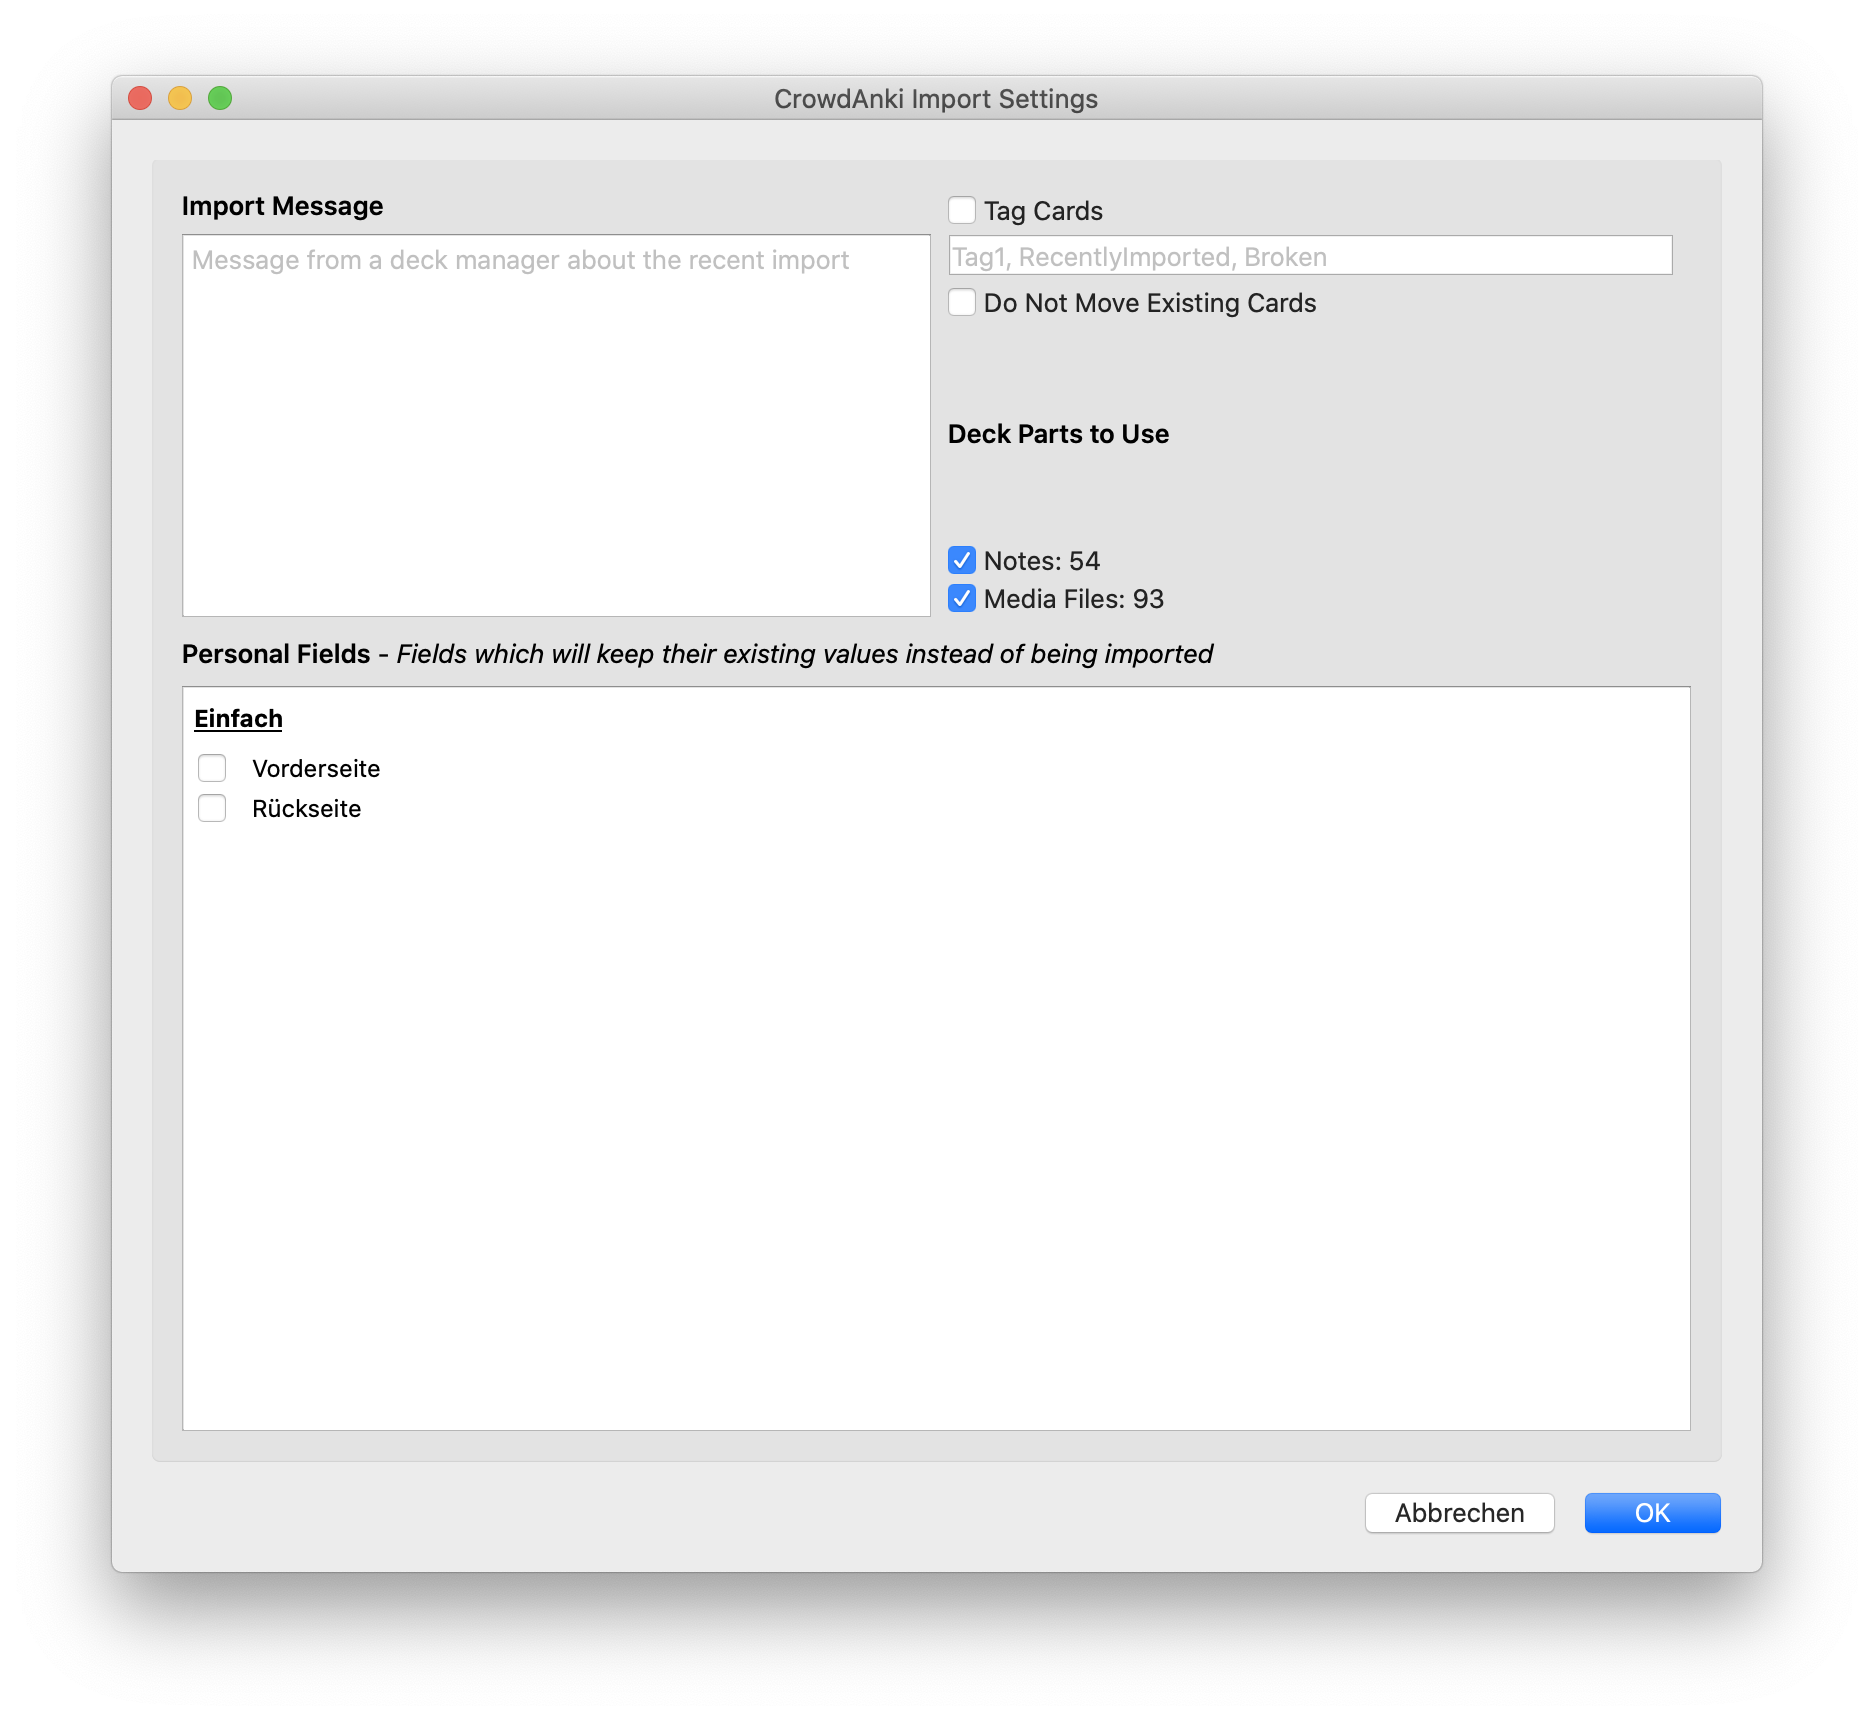 CrowdAnki Import Settings
Import Message
Message from a deck manager about the recent import
Tag Cards
Tag1, RecentlyImported, Broken
Do Not Move Existing Cards
Deck Parts to Use
Notes: 54
Media Files: 93
Personal Fields - Fields which will keep their existing values instead of being imported
Einfach
Vorderseite
Rückseite
Abbrechen
OK